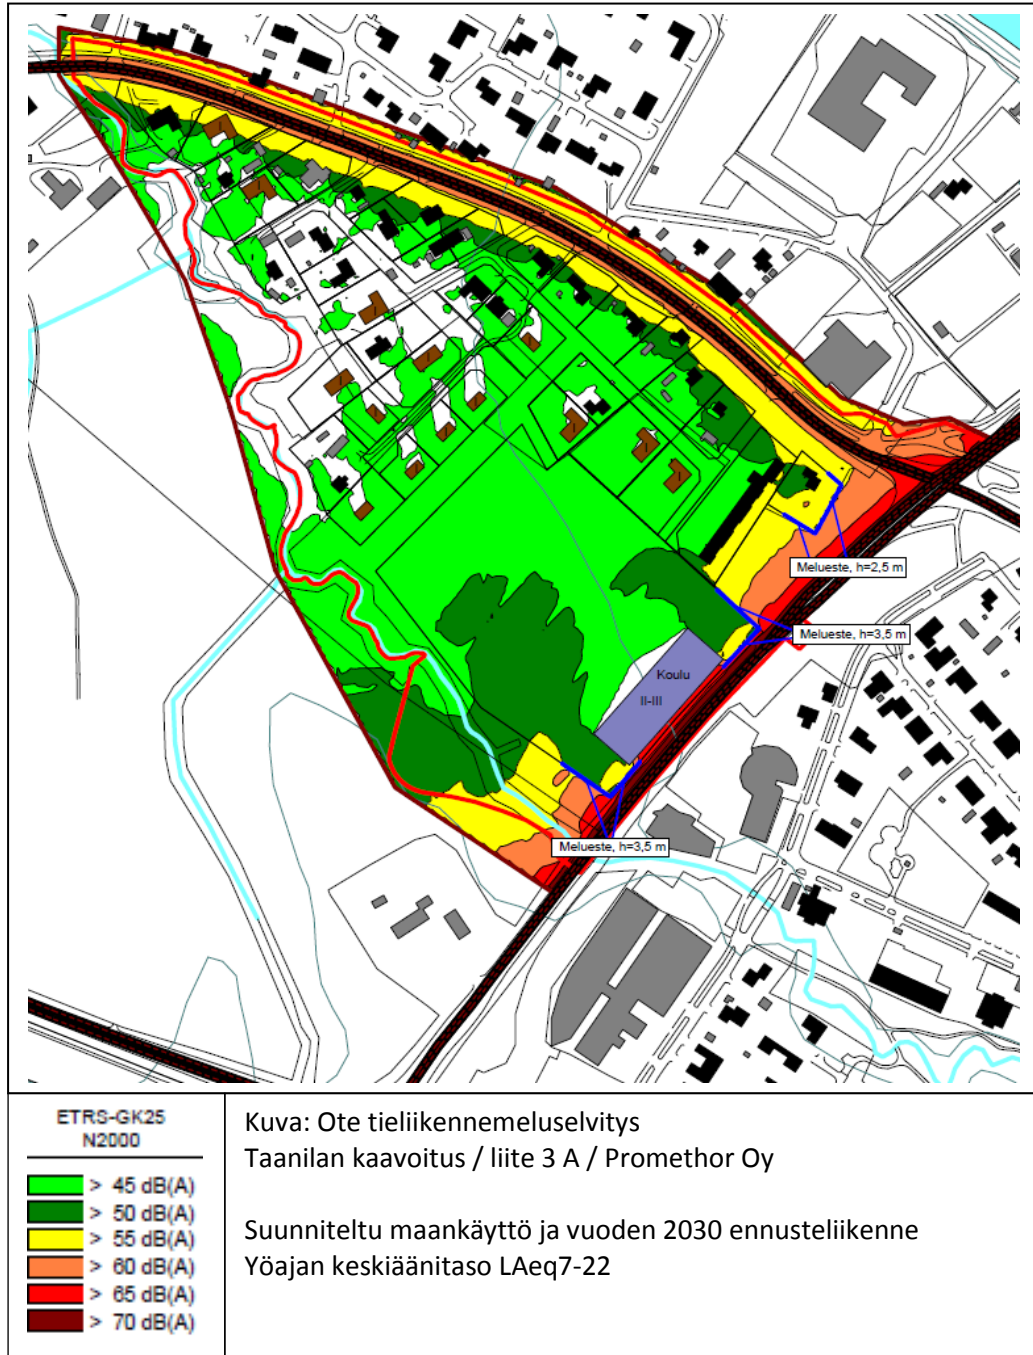 Melueste, h=2,5 m
Melueste, h=3,5 m
Koulu
II-III
Melueste, h=3,5 m
ETRS-GK25
N2000
> 45 dB(A)
> 50 dB(A)
> 55 dB(A)
> 60 dB(A)
> 65 dB(A)
> 70 dB(A)
Kuva: Ote tieliikennemeluselvitys
Taanilan kaavoitus / liite 3 A / Promethor Oy
Suunniteltu maankäyttö ja vuoden 2030 ennusteliikenne
Yöajan keskiäänitaso LAeq7-22